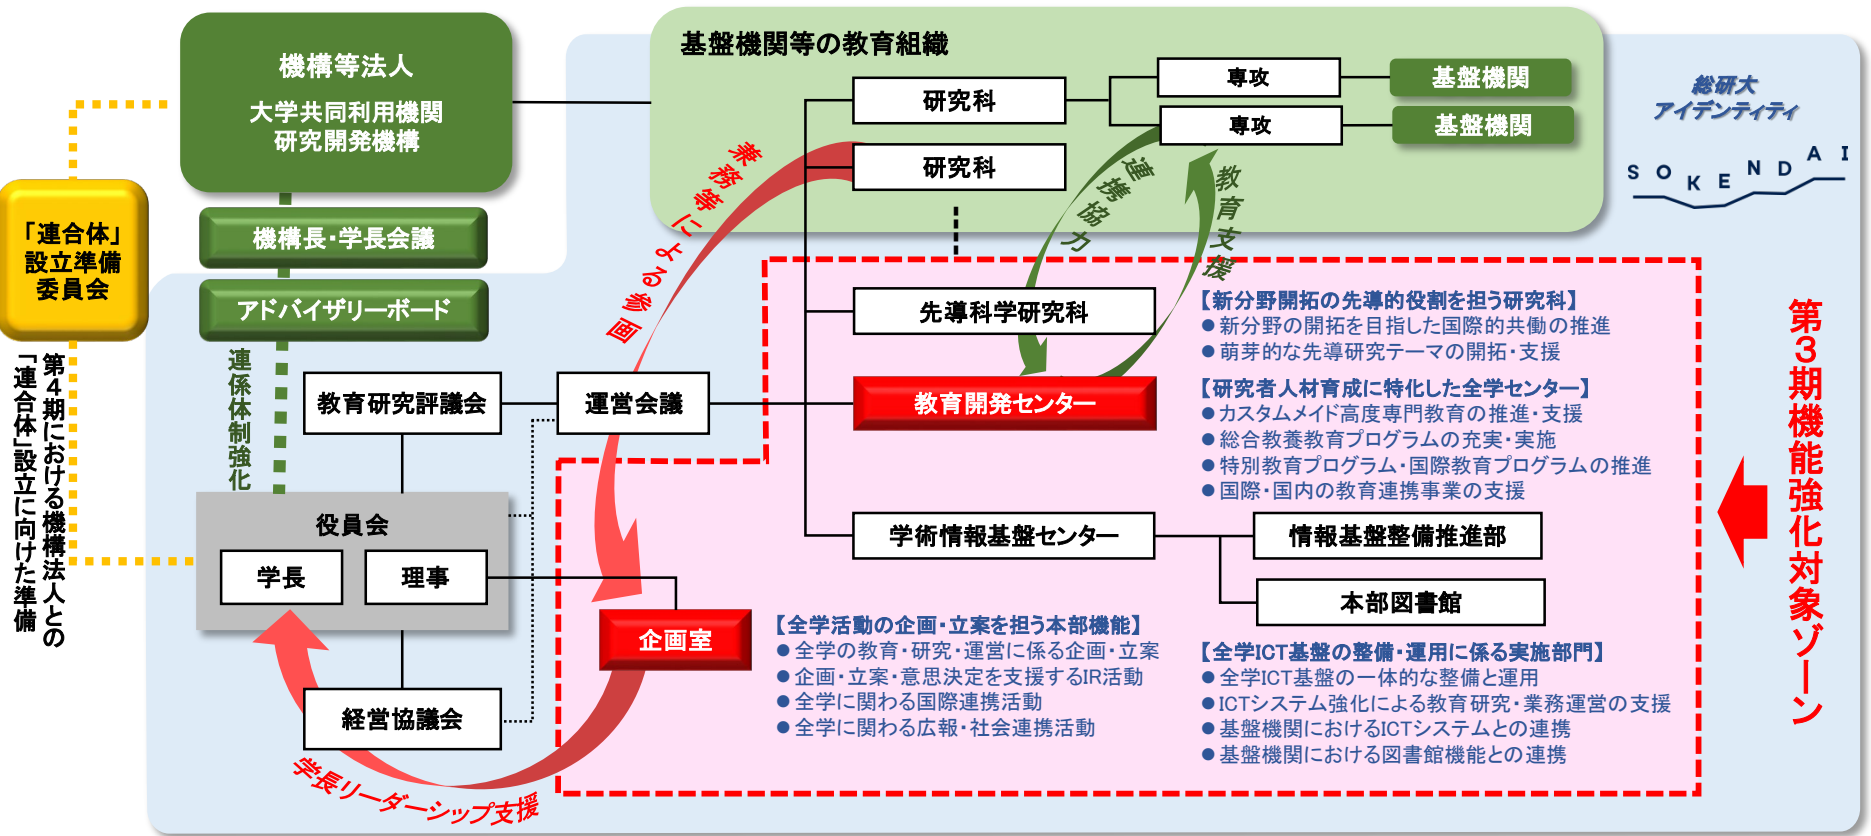 機構等法人
大学共同利用機関
研究開発機構
基盤機関等の教育組織
研究科
専攻
基盤機関
専攻
基盤機関
研究科
総研大
アイデンティティ
SOKENDAI
「連合体」
設立準備
委員会
機構長・学長会議
アドバイザリーボード
兼務等による参画
連携協力
教育支援
先導科学研究科
【新分野開拓の先導的役割を担う研究科】
●新分野の開拓を目指した国際的共働の推進
●萌芽的な先導研究テーマの開拓・支援
第3期機能強化対象ゾーン
第4期における機構法人との
「連合体」設立に向けた準備
連係体制強化
教育研究評議会
運営会議
教育開発センター
【研究者人材育成に特化した全学センター】
●カスタムメイド高度専門教育の推進・支援
●総合教養教育プログラムの充実・実施
●特別教育プログラム・国際教育プログラムの推進
●国際・国内の教育連携事業の支援
役員会
学長
理事
学術情報基盤センター
情報基盤整備推進部
本部図書館
企画室
【全学活動の企画・立案を担う本部機能】
●全学の教育・研究・運営に係る企画・立案
●企画・立案・意思決定を支援するIR活動
●全学に関わる国際連携活動
●全学に関わる広報・社会連携活動
【全学ICT基盤の整備・運用に係る実施部門】
●全学ICT基盤の一体的な整備と運用
●ICTシステム強化による教育研究・業務運営の支援
●基盤機関におけるICTシステムとの連携
●基盤機関における図書館機能との連携
経営協議会
学長リーダーシップ支援